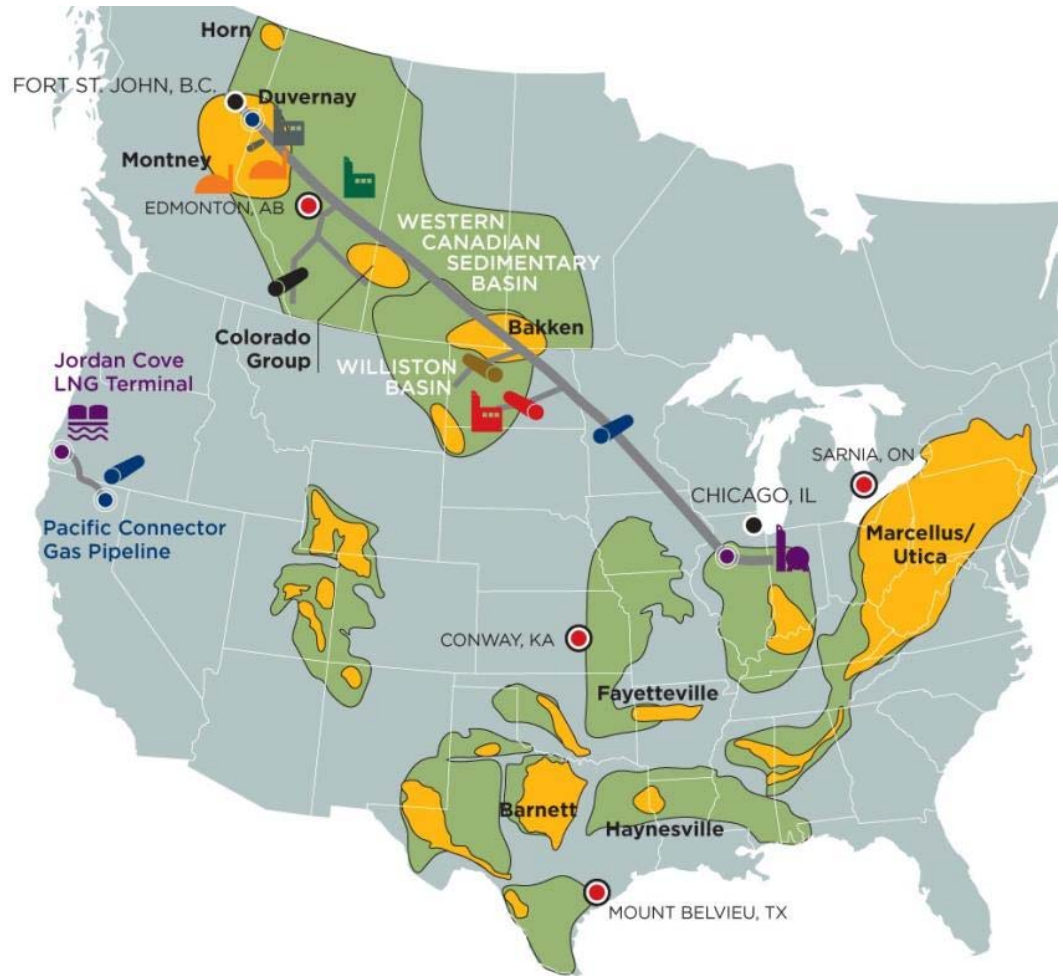 Horn
FORT ST. JOHN, B.C.
Duvernay
Montney
EDMONTON, AB
WESTERN
CANADIAN
SEDIMENTARY
BASIN
Colorado
Group
Bakken
WILLISTON
BASIN
Jordan Cove
LNG Terminal
Pacific Connector
Gas Pipeline
SARNIA, ON
CHICAGO, IL
Marcellus/
Utica
CONWAY, KA
Fayetteville
Barnett
Haynesville
MOUNT BELVIEU, TX